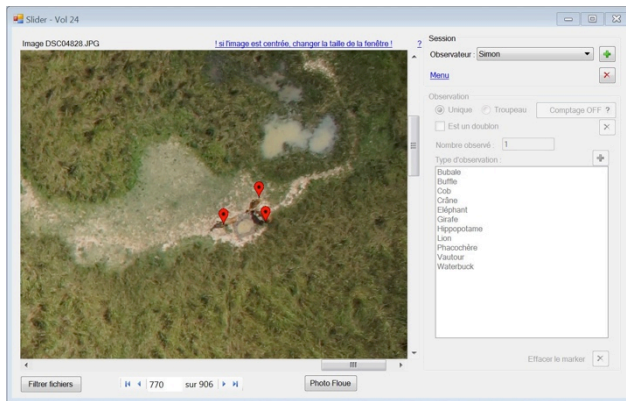 Slider - Vol 24
Image DSC04828.JPG
! si l'image est centrée, changer la taille de la fenêtre !
?
Session
Observateur : Simon
Menu
Observation
Unique
Troupeau
Comptage OFF ?
Est un doublon
Nombre observé : 1
Type d'observation :
Bubale
Buffle
Cob
Crâne
Eléphant
Girafe
Hippopotame
Lion
Phacochère
Vautour
Waterbuck
Effacer le marker
Filtrer fichiers
770 sur 906
Photo Floue